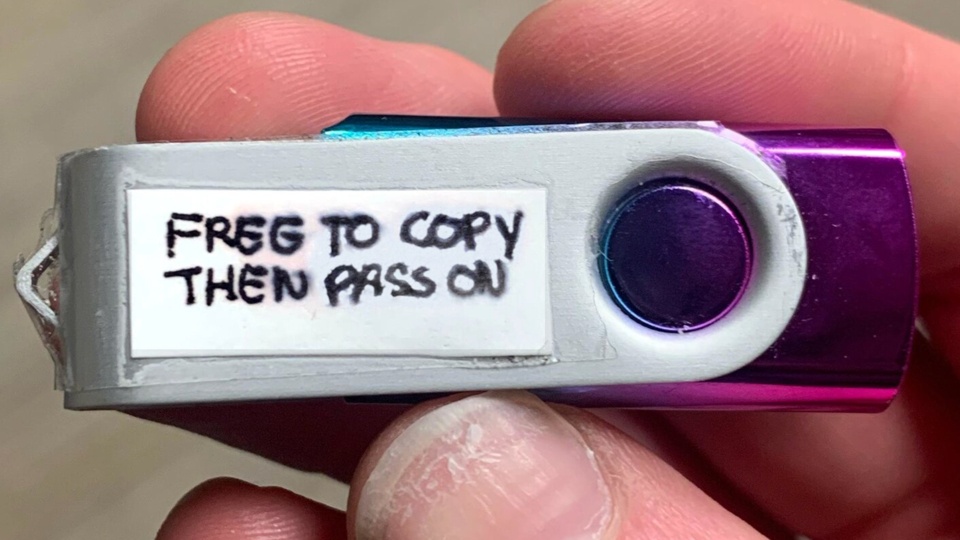 FREG TO COPY
THEN PASS ON